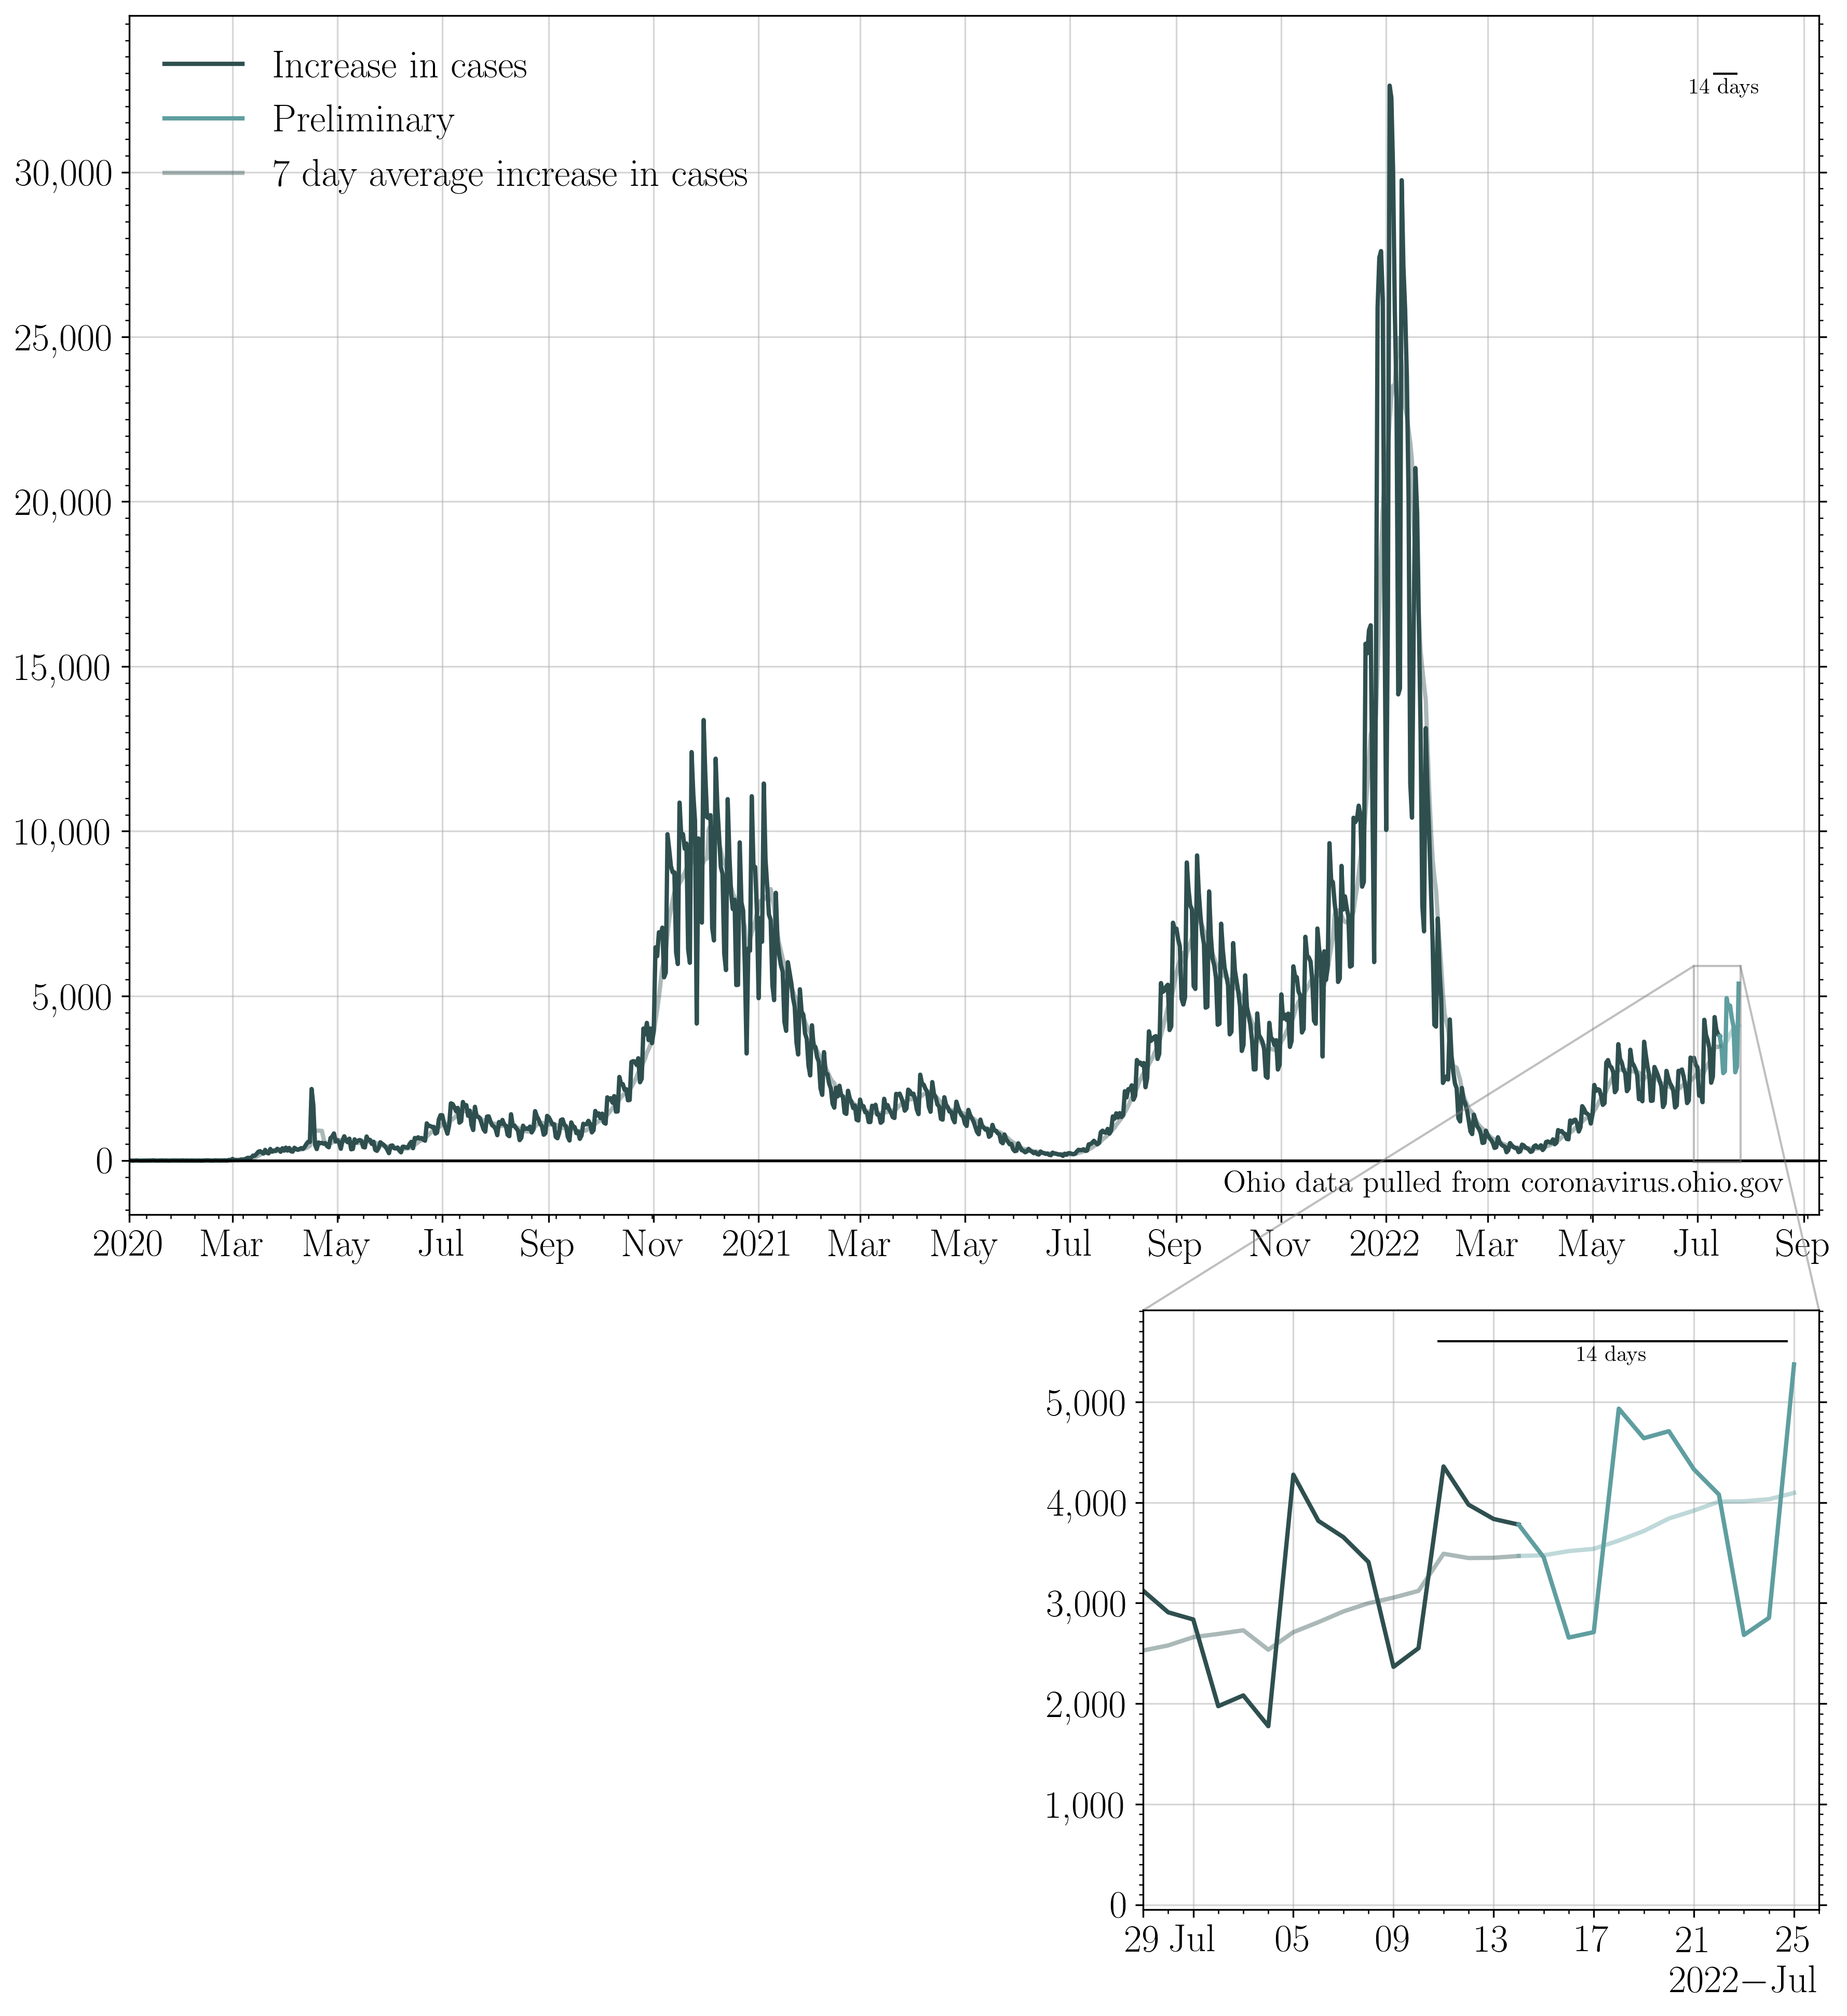 Increase in cases
Preliminary
7 day average increase in cases
14 days
30,000
25,000
20,000
15,000
10,000
5,000
0
Ohio data pulled from coronavirus.ohio.gov
2020 Mar May Jul Sep Nov 2021 Mar May Jul Sep Nov 2022 Mar May Jul Sep
14 days
5,000
4,000
3,000
2,000
1,000
0
29 Jul 05 09 13 17 21 25
2022−Jul